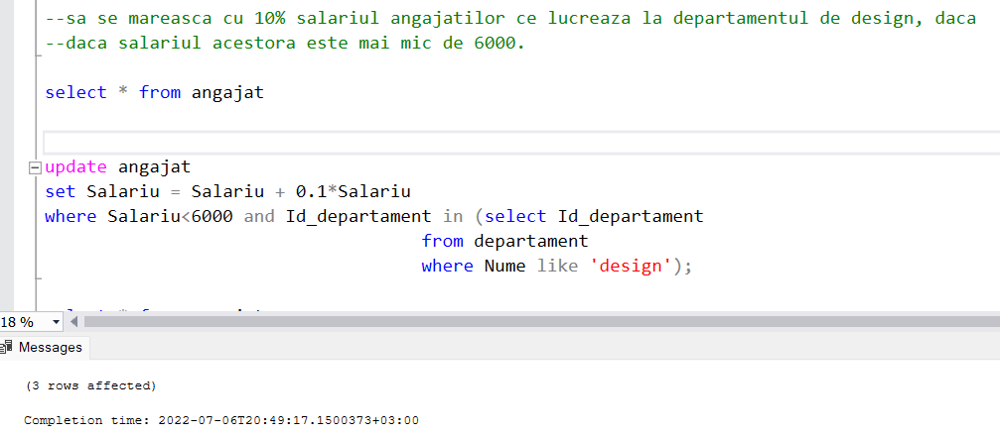 --sa se mareasca cu 10% salariul angajatilor ce lucreaza la departamentul de design, daca
--daca salariul acestora este mai mic de 6000.
select * from angajat
update angajat
set Salariu = Salariu + 0.1*Salariu
where Salariu<6000 and Id_departament in (select Id_departament
from departament
where Nume like 'design');
18 %
Messages
(3 rows affected)
Completion time: 2022-07-06T20:49:17.1500373+03:00